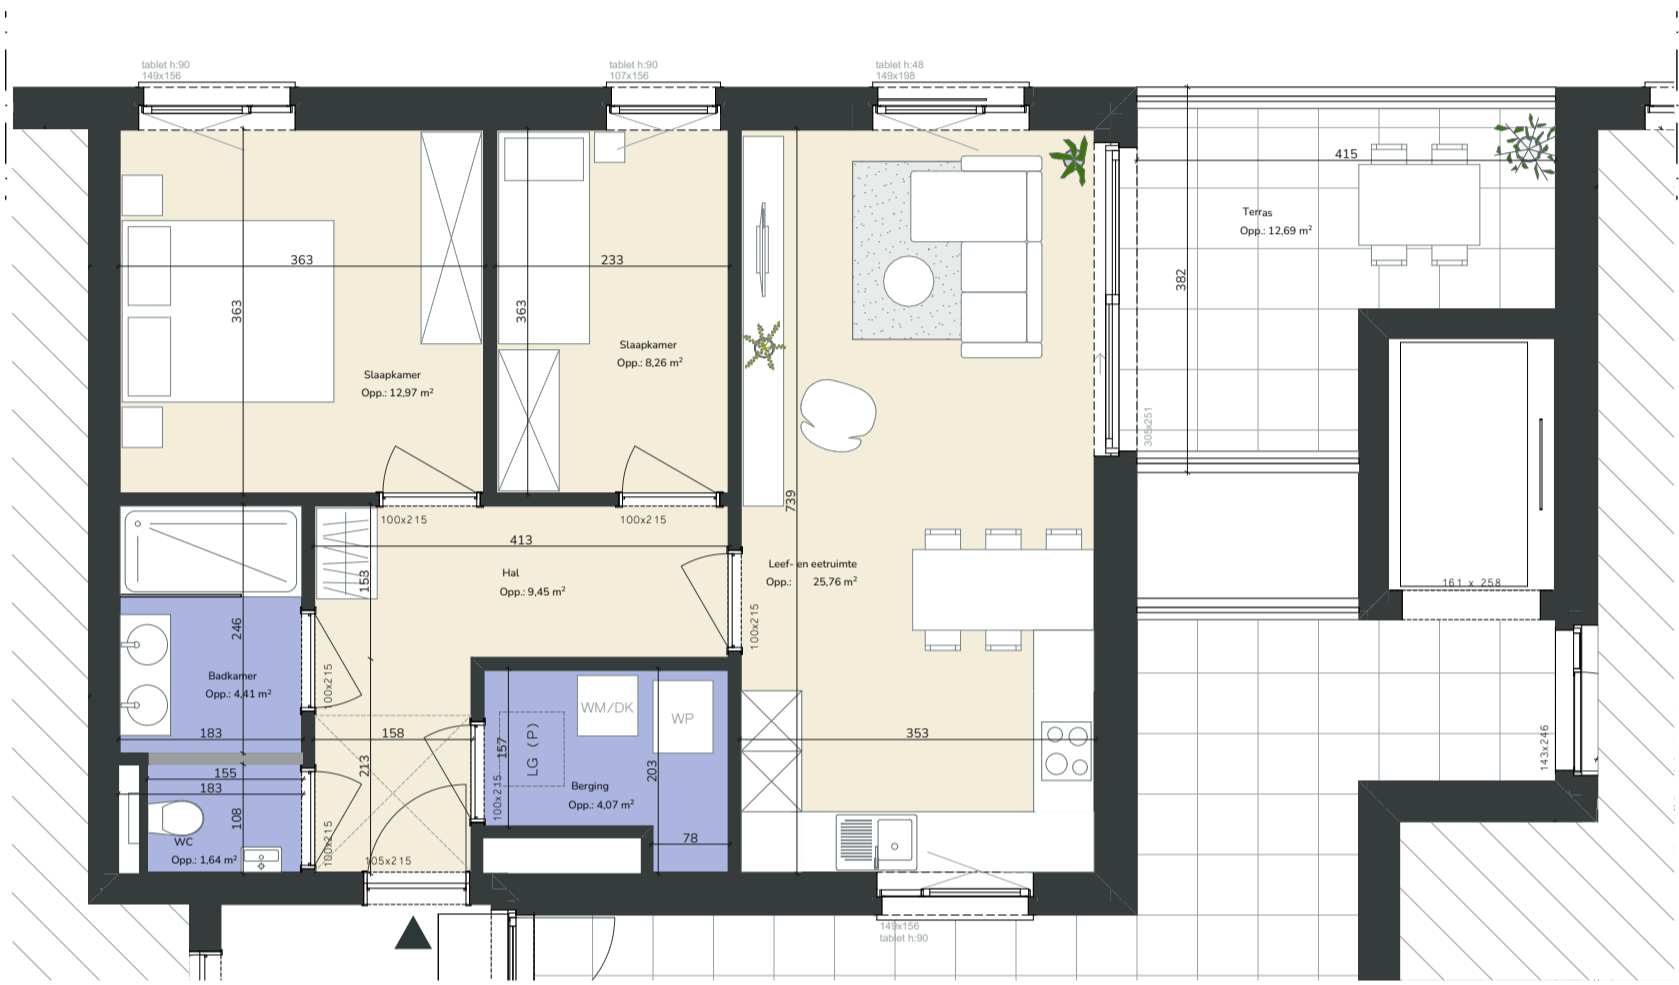 tablet h:90
149x156
tablet h:90
107x156
tablet h:48
149x198
415
Terras
Opp.: 12,69 m²
382
363
363
233
363
Slaapkamer
Opp.: 12,97 m²
Slaapkamer
Opp.: 8,26 m²
305x251
739
100x215
100x215
413
153
Hal
Opp.: 9,45 m²
Leef- en eetruimte
Opp.: 25,76 m²
161 x 258
100x215
246
Badkamer
Opp.: 4,41 m²
100x215
183
158
213
WM/DK
WP
LG (P)
157
203
100x215
Berging
Opp.: 4,07 m²
78
353
143x246
155
183
108
WC
Opp.: 1,64 m²
100x215
105x215
149x156
tablet h:90